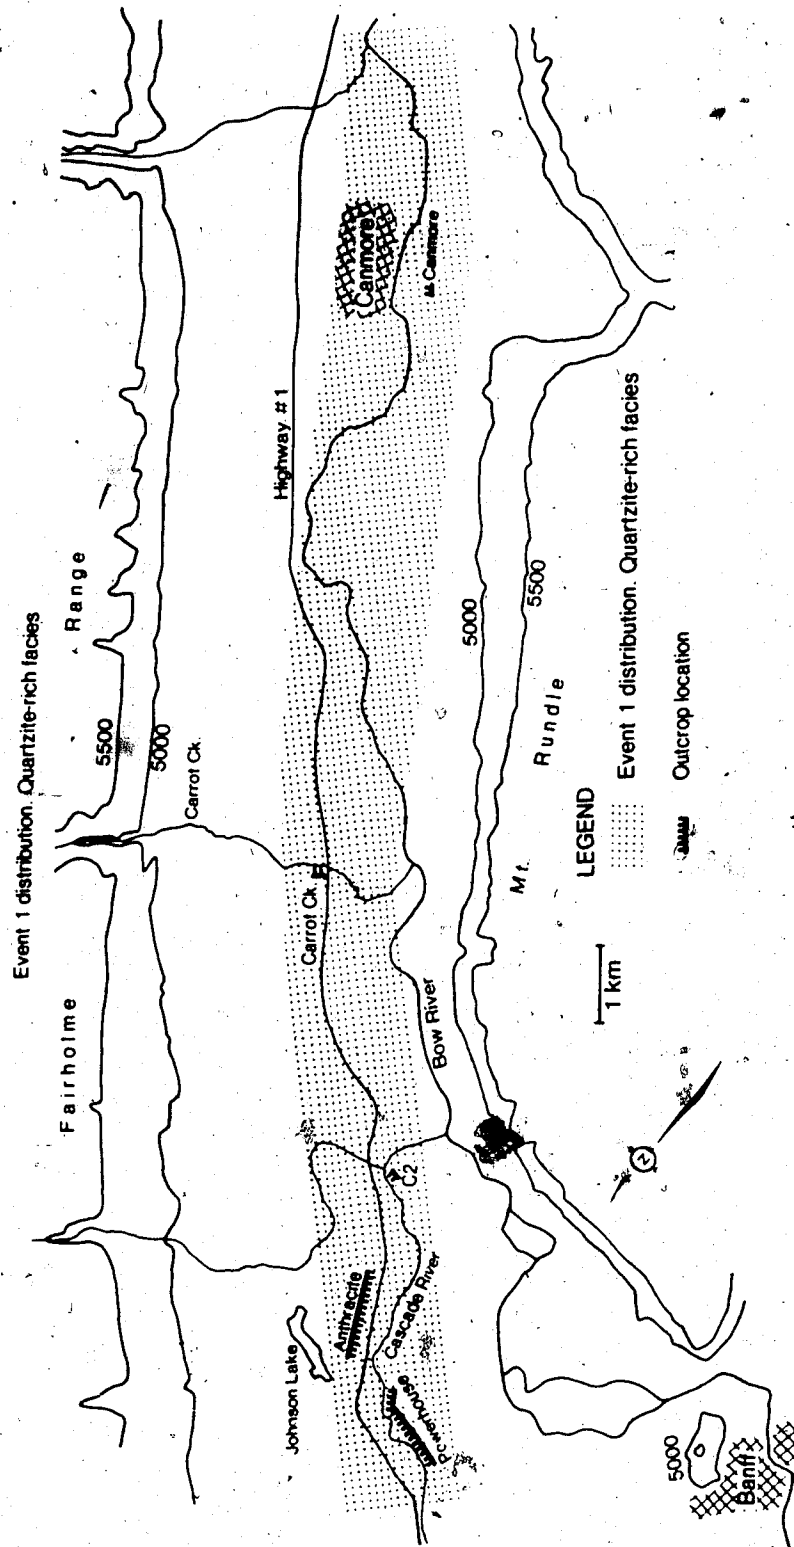 Event 1 distribution. Quartzite-rich facies
Fairholme
Range
5500
5000
Carrot Ck.
Highway #1
Carrot Ck.
Canmore
Canmore
Johnson Lake
Anthracite
Cascade River
Powerhouse
C2
Bow River
5000
5500
Mt. Rundle
5000
Banff
N
1 km
LEGEND
Event 1 distribution. Quartzite-rich facies
Outcrop location